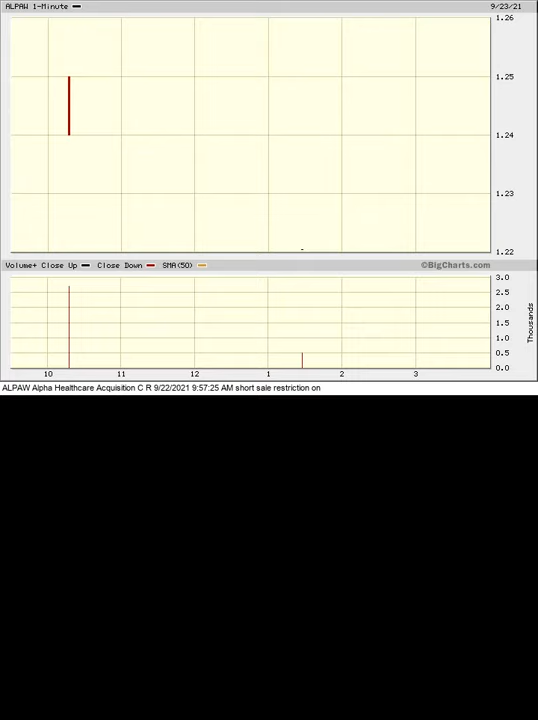 ALPAW 1-Minute 9/23/21
1.26
1.25
1.24
1.23
1.22
Volume+ Close Up Close Down SMA(50) ©BigCharts.com
3.0
2.5
2.0
1.5
1.0
0.5
0.0
Thousands
10 11 12 1 2 3
ALPAW Alpha Healthcare Acquisition C R 9/22/2021 9:57:25 AM short sale restriction on